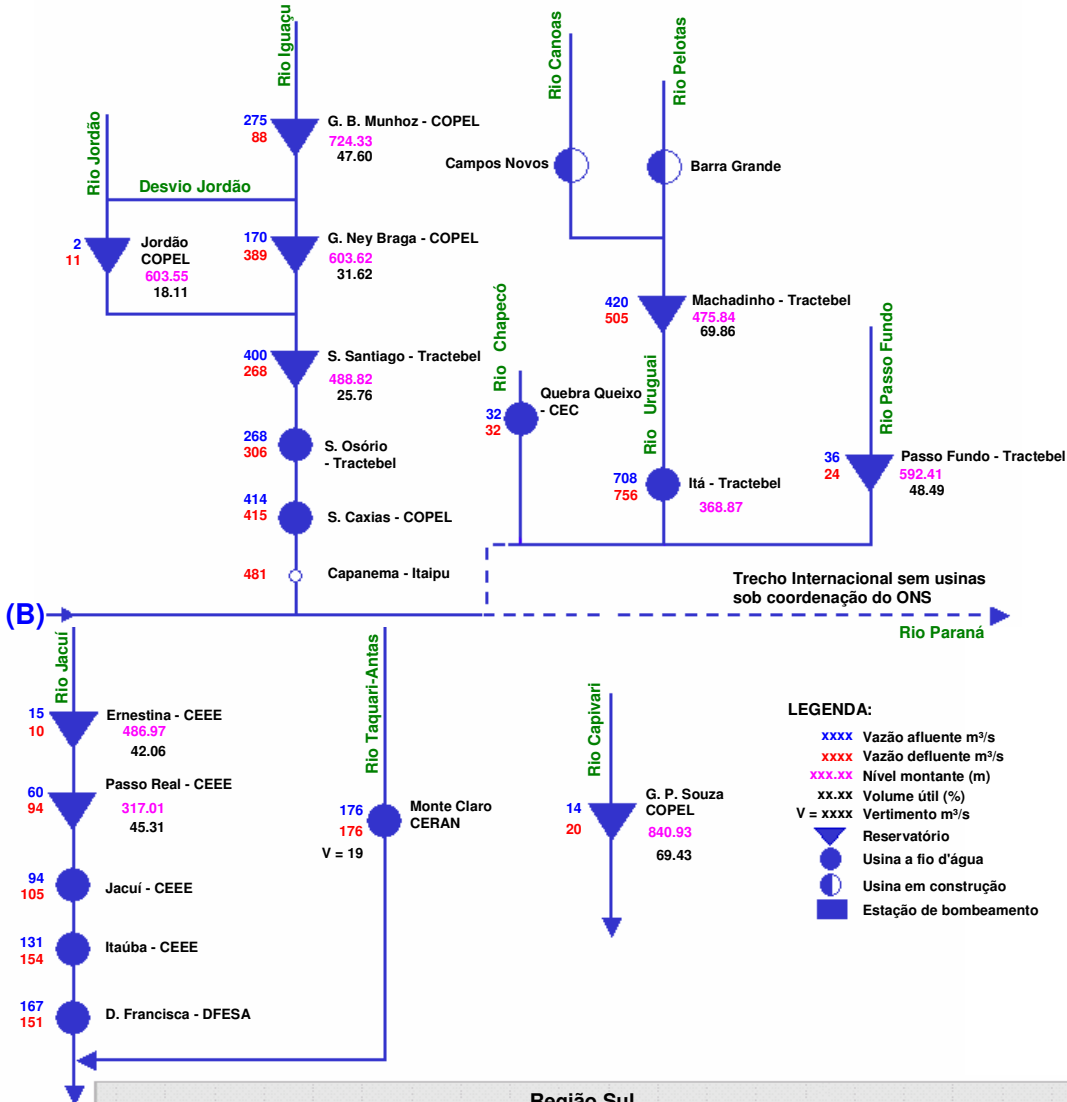 Rio Iguaçu
Rio Canoas
Rio Pelotas
Rio Jordão
275
88
G. B. Munhoz - COPEL
724.33
47.60
Campos Novos
Barra Grande
Desvio Jordão
2
11
Jordão
COPEL
603.55
18.11
170
389
G. Ney Braga - COPEL
603.62
31.62
Rio Chapecó
420
505
Machadinho - Tractebel
475.84
69.86
Rio Passo Fundo
400
268
S. Santiago - Tractebel
488.82
25.76
Rio Uruguai
32
32
Quebra Queixo
- CEC
268
306
S. Osório
- Tractebel
708
756
Itá - Tractebel
368.87
36
24
Passo Fundo - Tractebel
592.41
48.49
414
415
S. Caxias - COPEL
481
Capanema - Itaipu
Trecho Internacional sem usinas
sob coordenação do ONS
(B)
Rio Paraná
Rio Jacuí
Rio Taquari-Antas
Rio Capivari
15
10
Ernestina - CEEE
486.97
42.06
60
94
Passo Real - CEEE
317.01
45.31
176
176
V = 19
Monte Claro
CERAN
14
20
G. P. Souza
COPEL
840.93
69.43
94
105
Jacuí - CEEE
131
154
Itaúba - CEEE
167
151
D. Francisca - DFESA
LEGENDA:
xxxx Vazão afluente m³/s
xxxx Vazão defluente m³/s
xxx.xx Nível montante (m)
xx.xx Volume útil (%)
V = xxxx Vertimento m³/s
Reservatório
Usina a fio d'água
Usina em construção
Estação de bombeamento
Região Sul